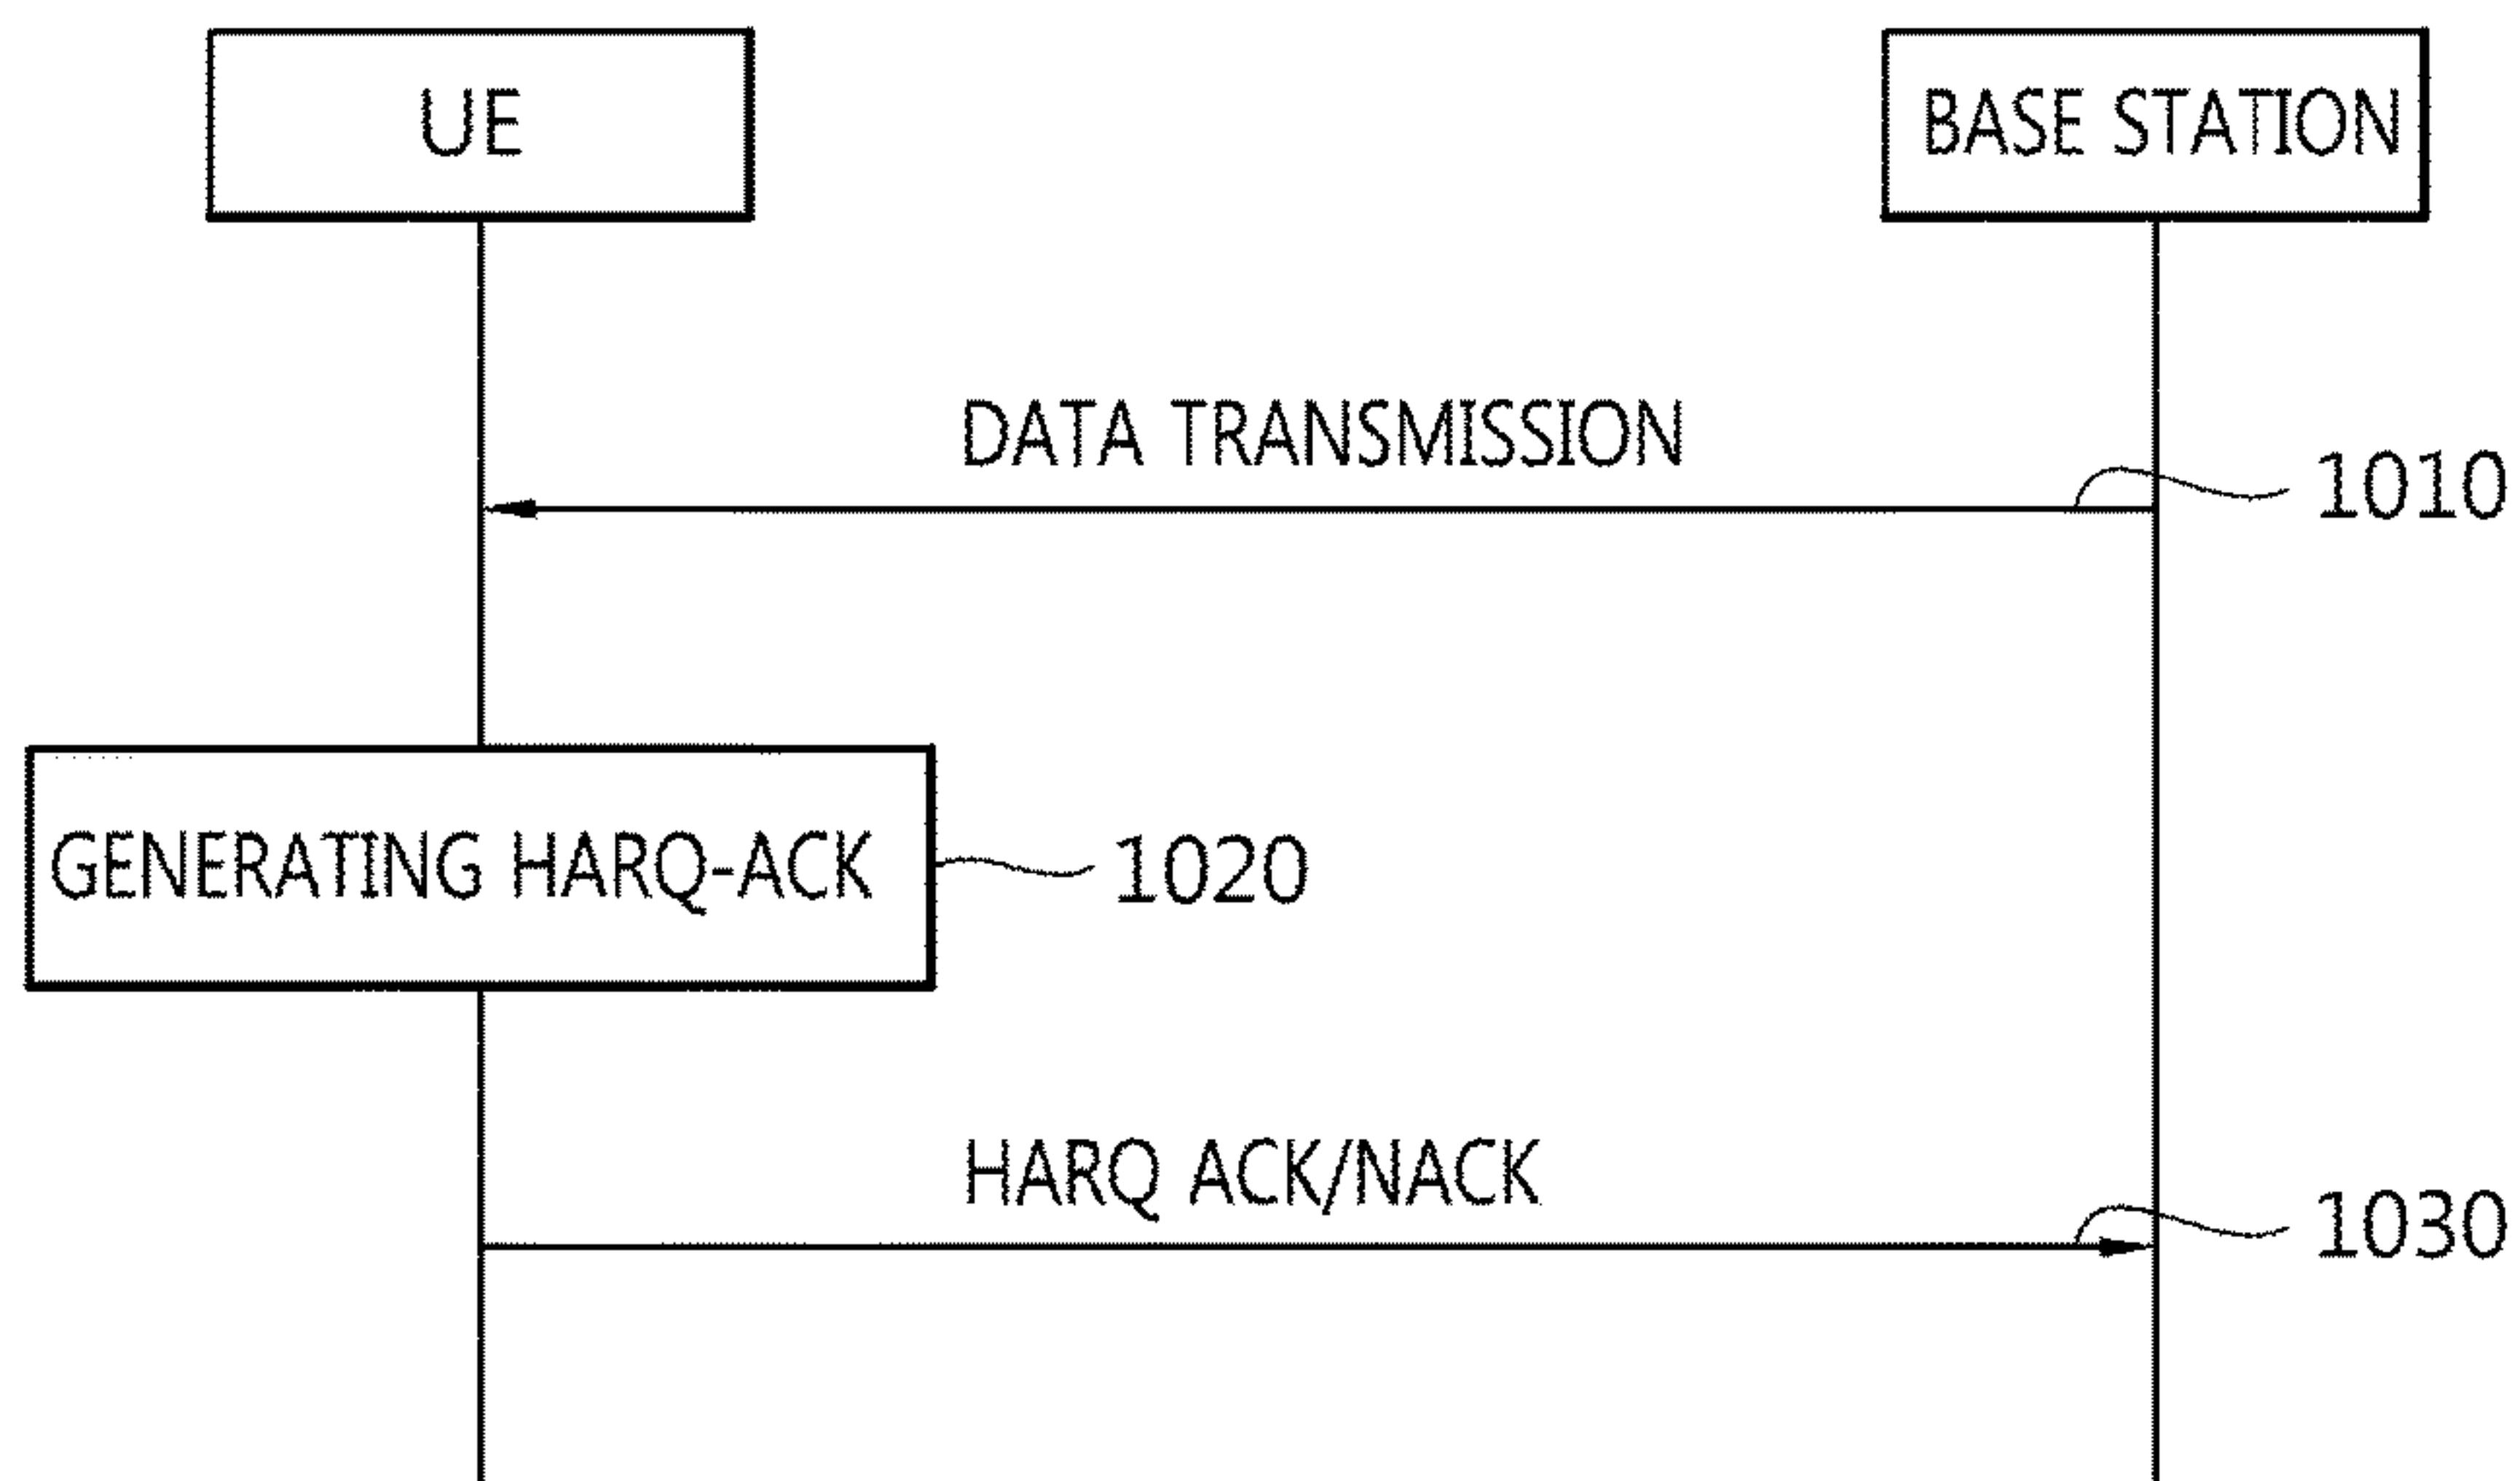 UE
BASE STATION
DATA TRANSMISSION
1010
GENERATING HARQ-ACK
1020
HARQ ACK/NACK
1030